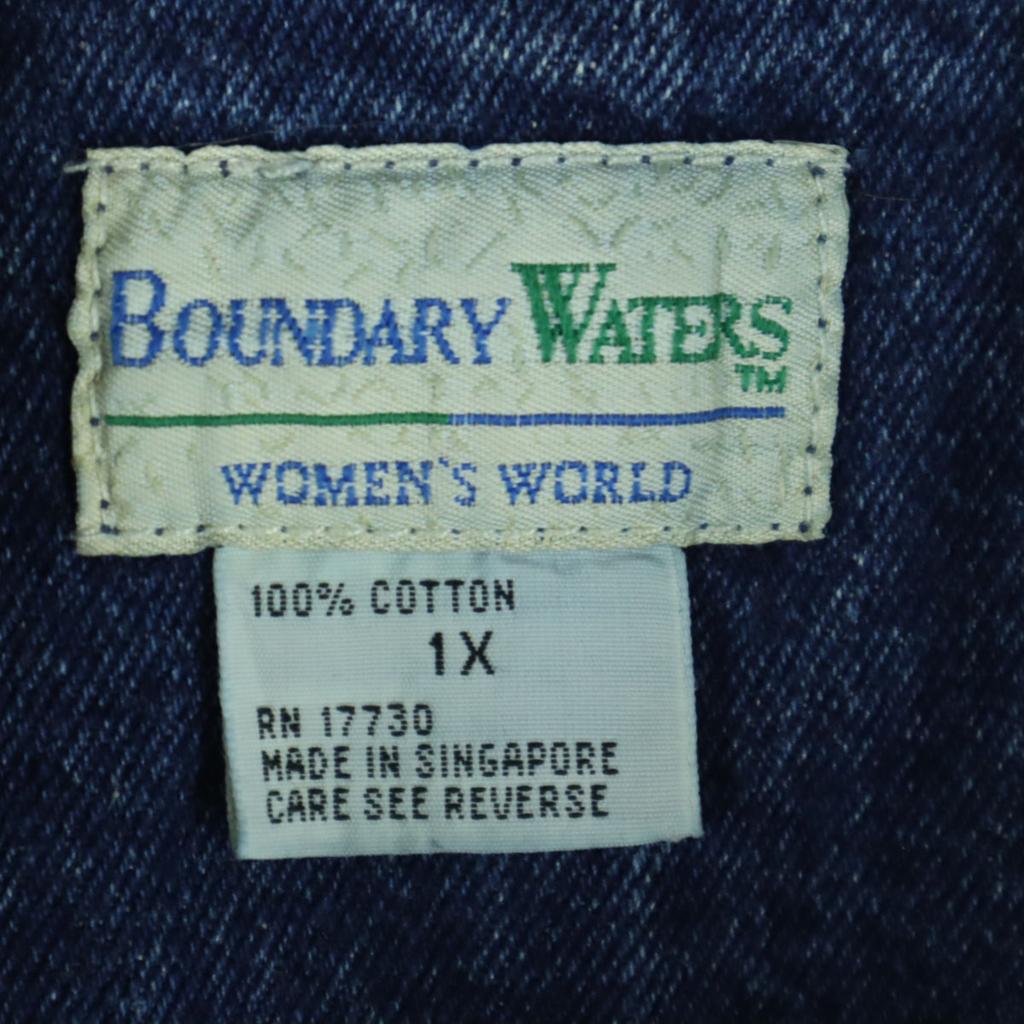 BOUNDARY WATERS
TM
WOMEN'S WORLD
100% COTTON
1X
RN 17730
MADE IN SINGAPORE
CARE SEE REVERSE